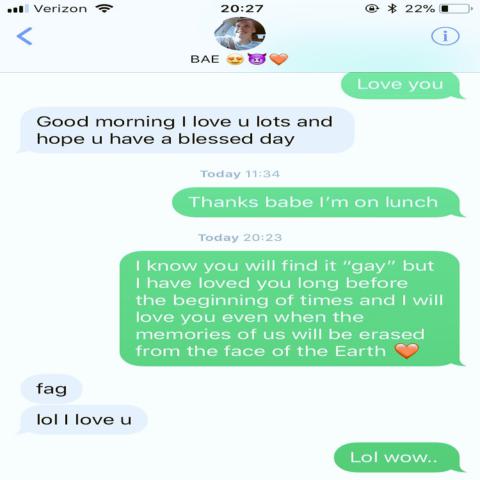 Verizon 20:27 22%
BAE 😍😈❤️
Love you
Good morning I love u lots and
hope u have a blessed day
Today 11:34
Thanks babe I'm on lunch
Today 20:23
I know you will find it "gay" but
I have loved you long before
the beginning of times and I will
love you even when the
memories of us will be erased
from the face of the Earth ❤️
fag
lol I love u
Lol wow..